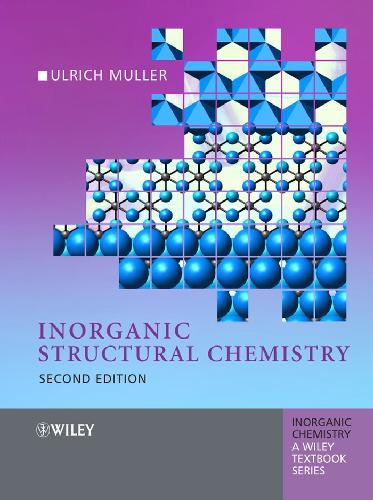 ULRICH MULLER
INORGANIC
STRUCTURAL CHEMISTRY
SECOND EDITION
WILEY
INORGANIC
CHEMISTRY
A WILEY
TEXTBOOK
SERIES